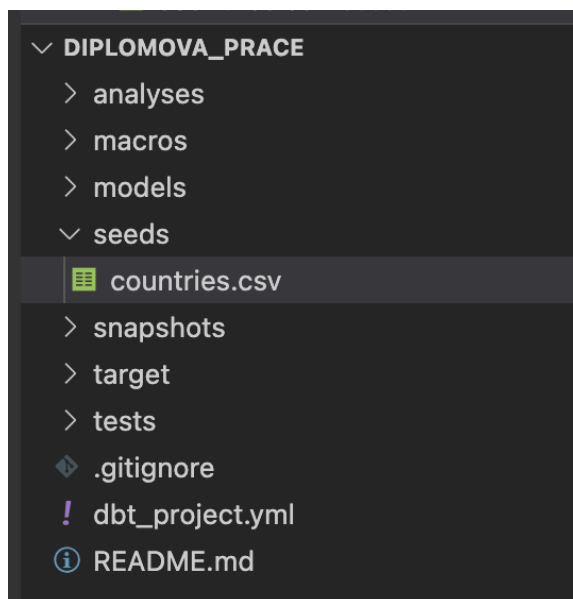 DIPLOMOVA_PRACE
analyses
macros
models
seeds
countries.csv
snapshots
target
tests
.gitignore
dbt_project.yml
README.md